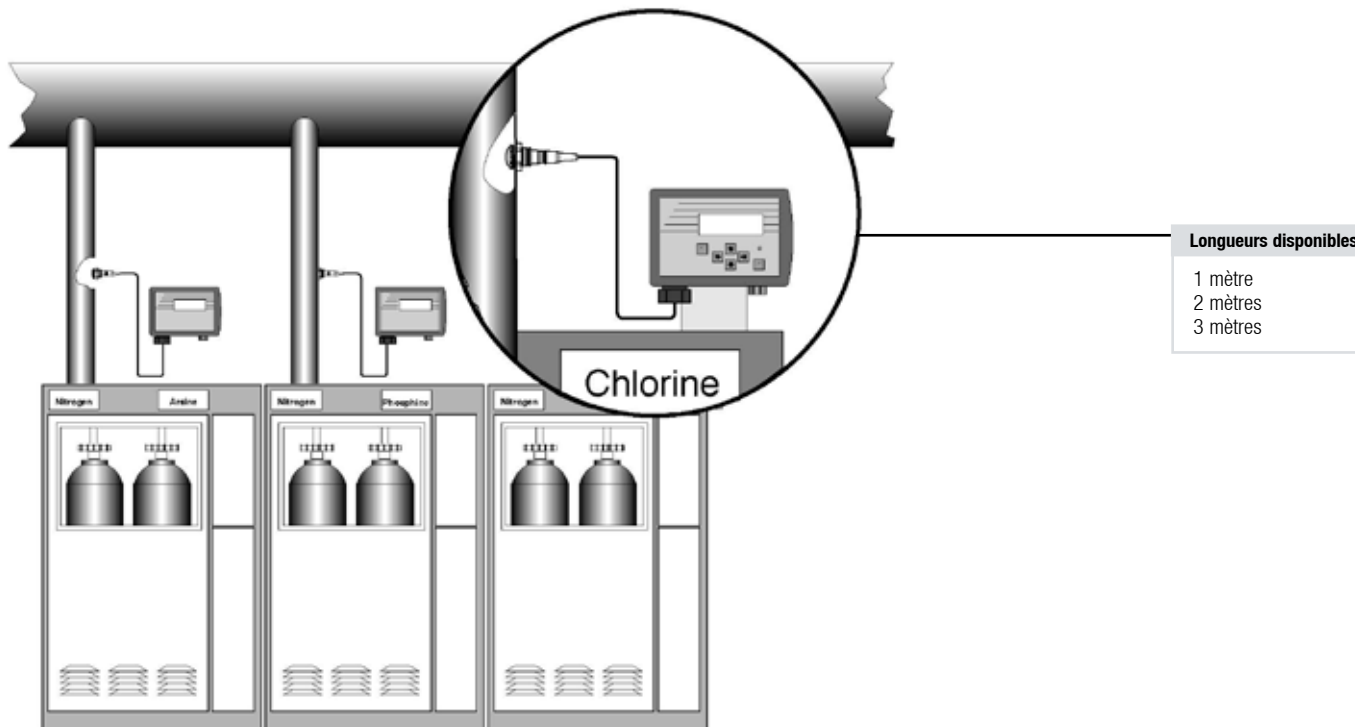 Chlorine
Longueurs disponibles
1 mètre
2 mètres
3 mètres
Nitrogen
Arsine
Nitrogen
Phosphine
Nitrogen